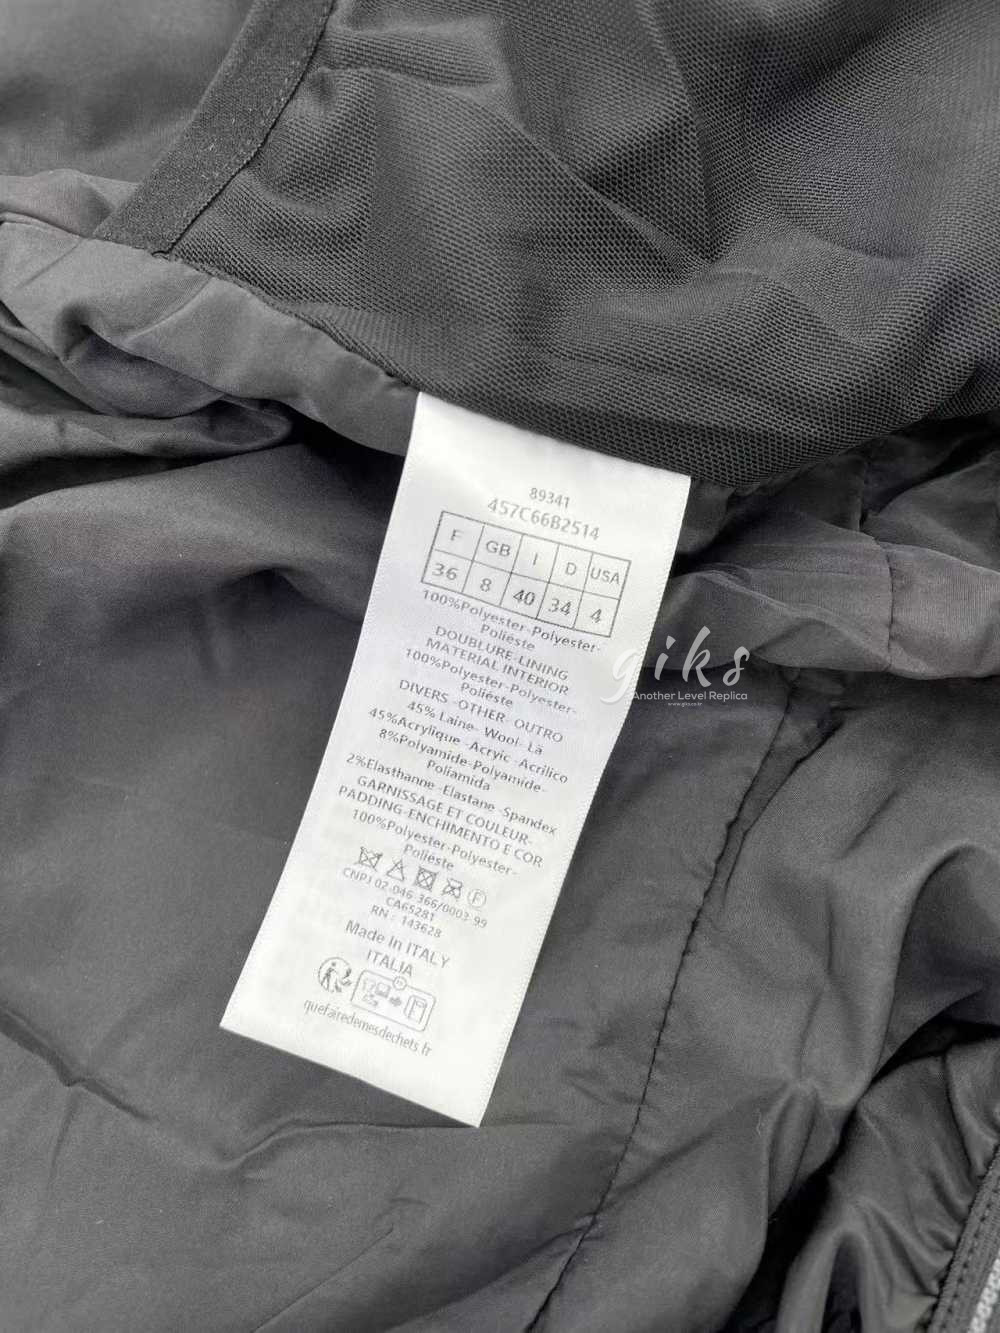 89341
457C66B2514
F GB I D USA
36 8 40 34 4
100%Polyester-Polyester-
Poliéste
DOUBLURE-LINING
MATERIAL INTERIOR
100%Polyester-Polyester-
Poliéste
DIVERS -OTHER- OUTRO
45% Laine- Wool- Lã
45%Acrylique -Acryic -Acrilico
8%Polyamide-Polyamide-
Poliamida
2%Elasthanne -Elastane -Spandex
GARNISSAGE ET COULEUR-
PADDING-ENCHIMENTO E COR
100%Polyester-Polyester-
Poliéste
F
CNPJ 02 046 366/0003-99
CA65281
RN : 143628
Made in ITALY
ITALIA
quefairedemesdechets.fr
giks
Another Level Replica